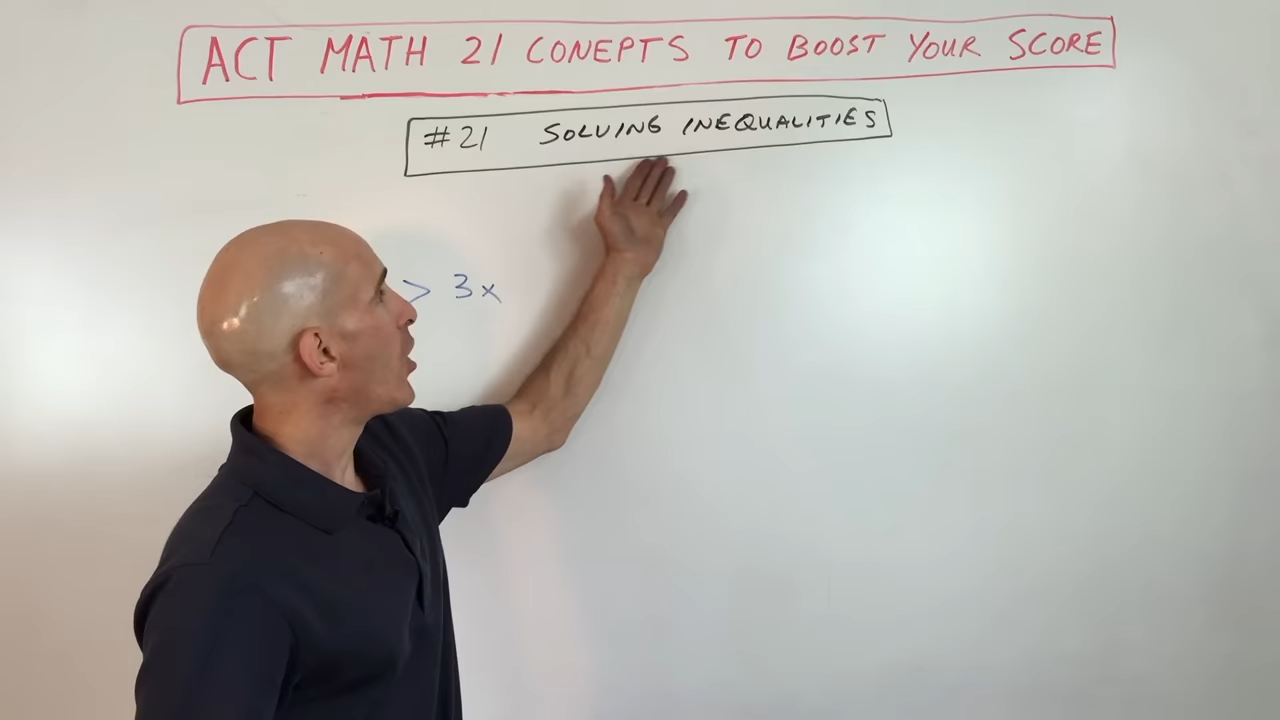 ACT MATH 21 CONEPTS TO BOOST YOUR SCORE
#21 SOLVING INEQUALITIES
> 3x